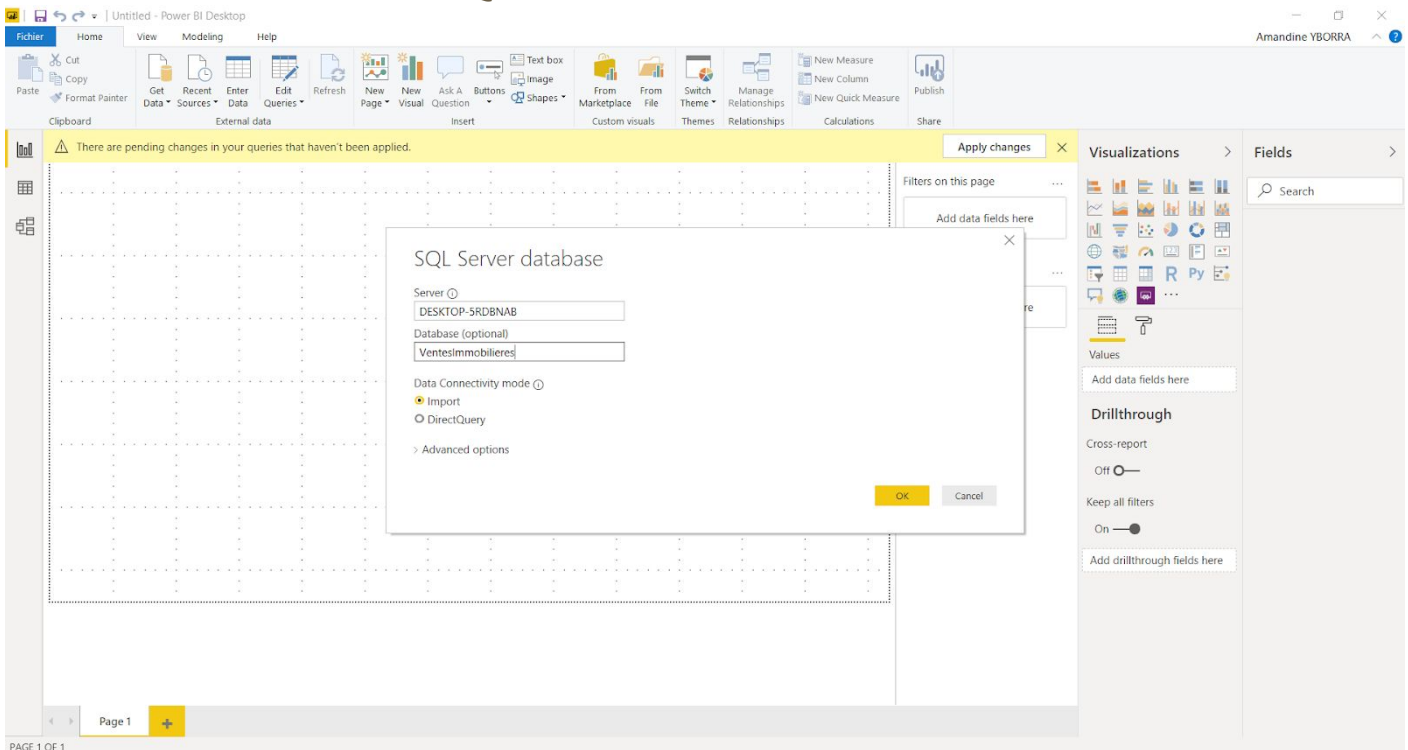 Untitled - Power BI Desktop
Fichier Home View Modeling Help Amandine YBORRA
Paste
Cut
Copy
Format Painter
Clipboard
Get Data
Recent Sources
Enter Data
Edit Queries
Refresh
External data
New Page
New Visual
Ask A Question
Buttons
Text box
Image
Shapes
Insert
From Marketplace
From File
Custom visuals
Switch Theme
Themes
Manage Relationships
Relationships
New Measure
New Column
New Quick Measure
Calculations
Publish
Share
There are pending changes in your queries that haven't been applied.
Apply changes
Filters on this page
...
Add data fields here
...
re
SQL Server database
Server
DESKTOP-5RDBNAB
Database (optional)
VentesImmobilieres
Data Connectivity mode
Import
DirectQuery
Advanced options
OK Cancel
Visualizations
R Py
...
Values
Add data fields here
Drillthrough
Cross-report
Off
Keep all filters
On
Add drillthrough fields here
Fields
Search
Page 1
PAGE 1 OF 1